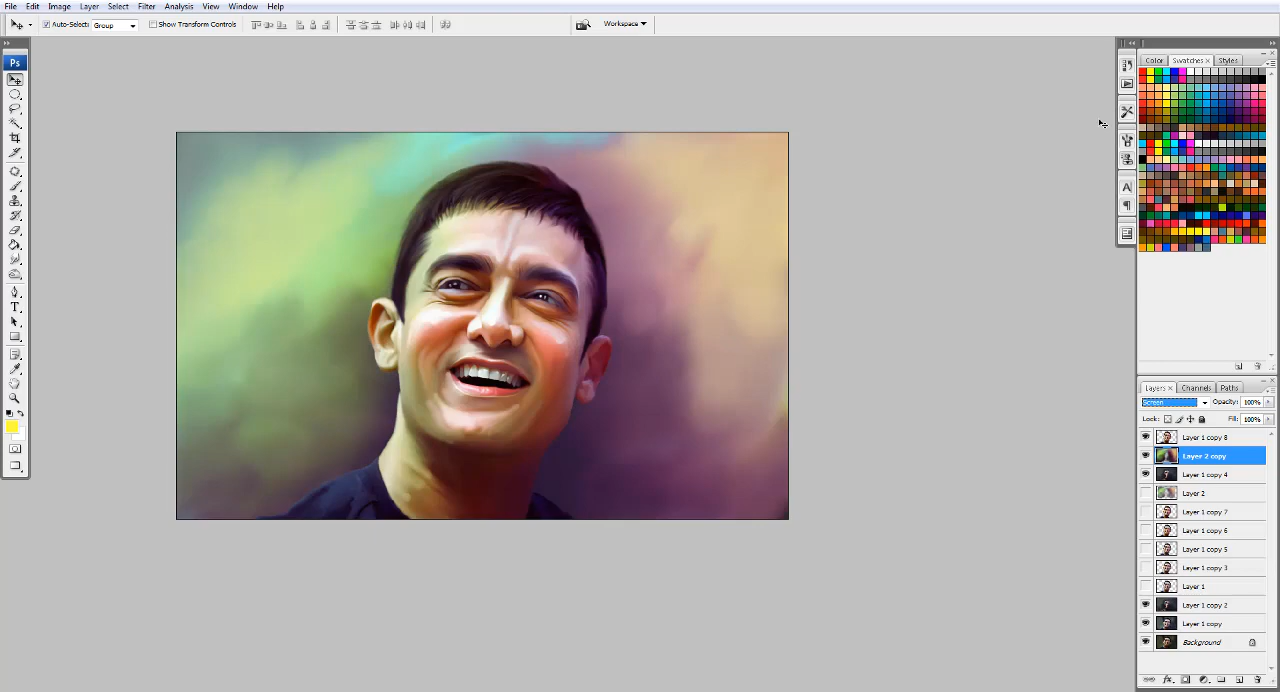 File Edit Image Layer Select Filter Analysis View Window Help
Auto-Select: Group Show Transform Controls Workspace
Ps
Color Swatches Styles
Layers Channels Paths
Screen Opacity: 100%
Lock: Fill: 100%
Layer 1 copy 8
Layer 2 copy
Layer 1 copy 4
Layer 2
Layer 1 copy 7
Layer 1 copy 6
Layer 1 copy 5
Layer 1 copy 3
Layer 1
Layer 1 copy 2
Layer 1 copy
Background